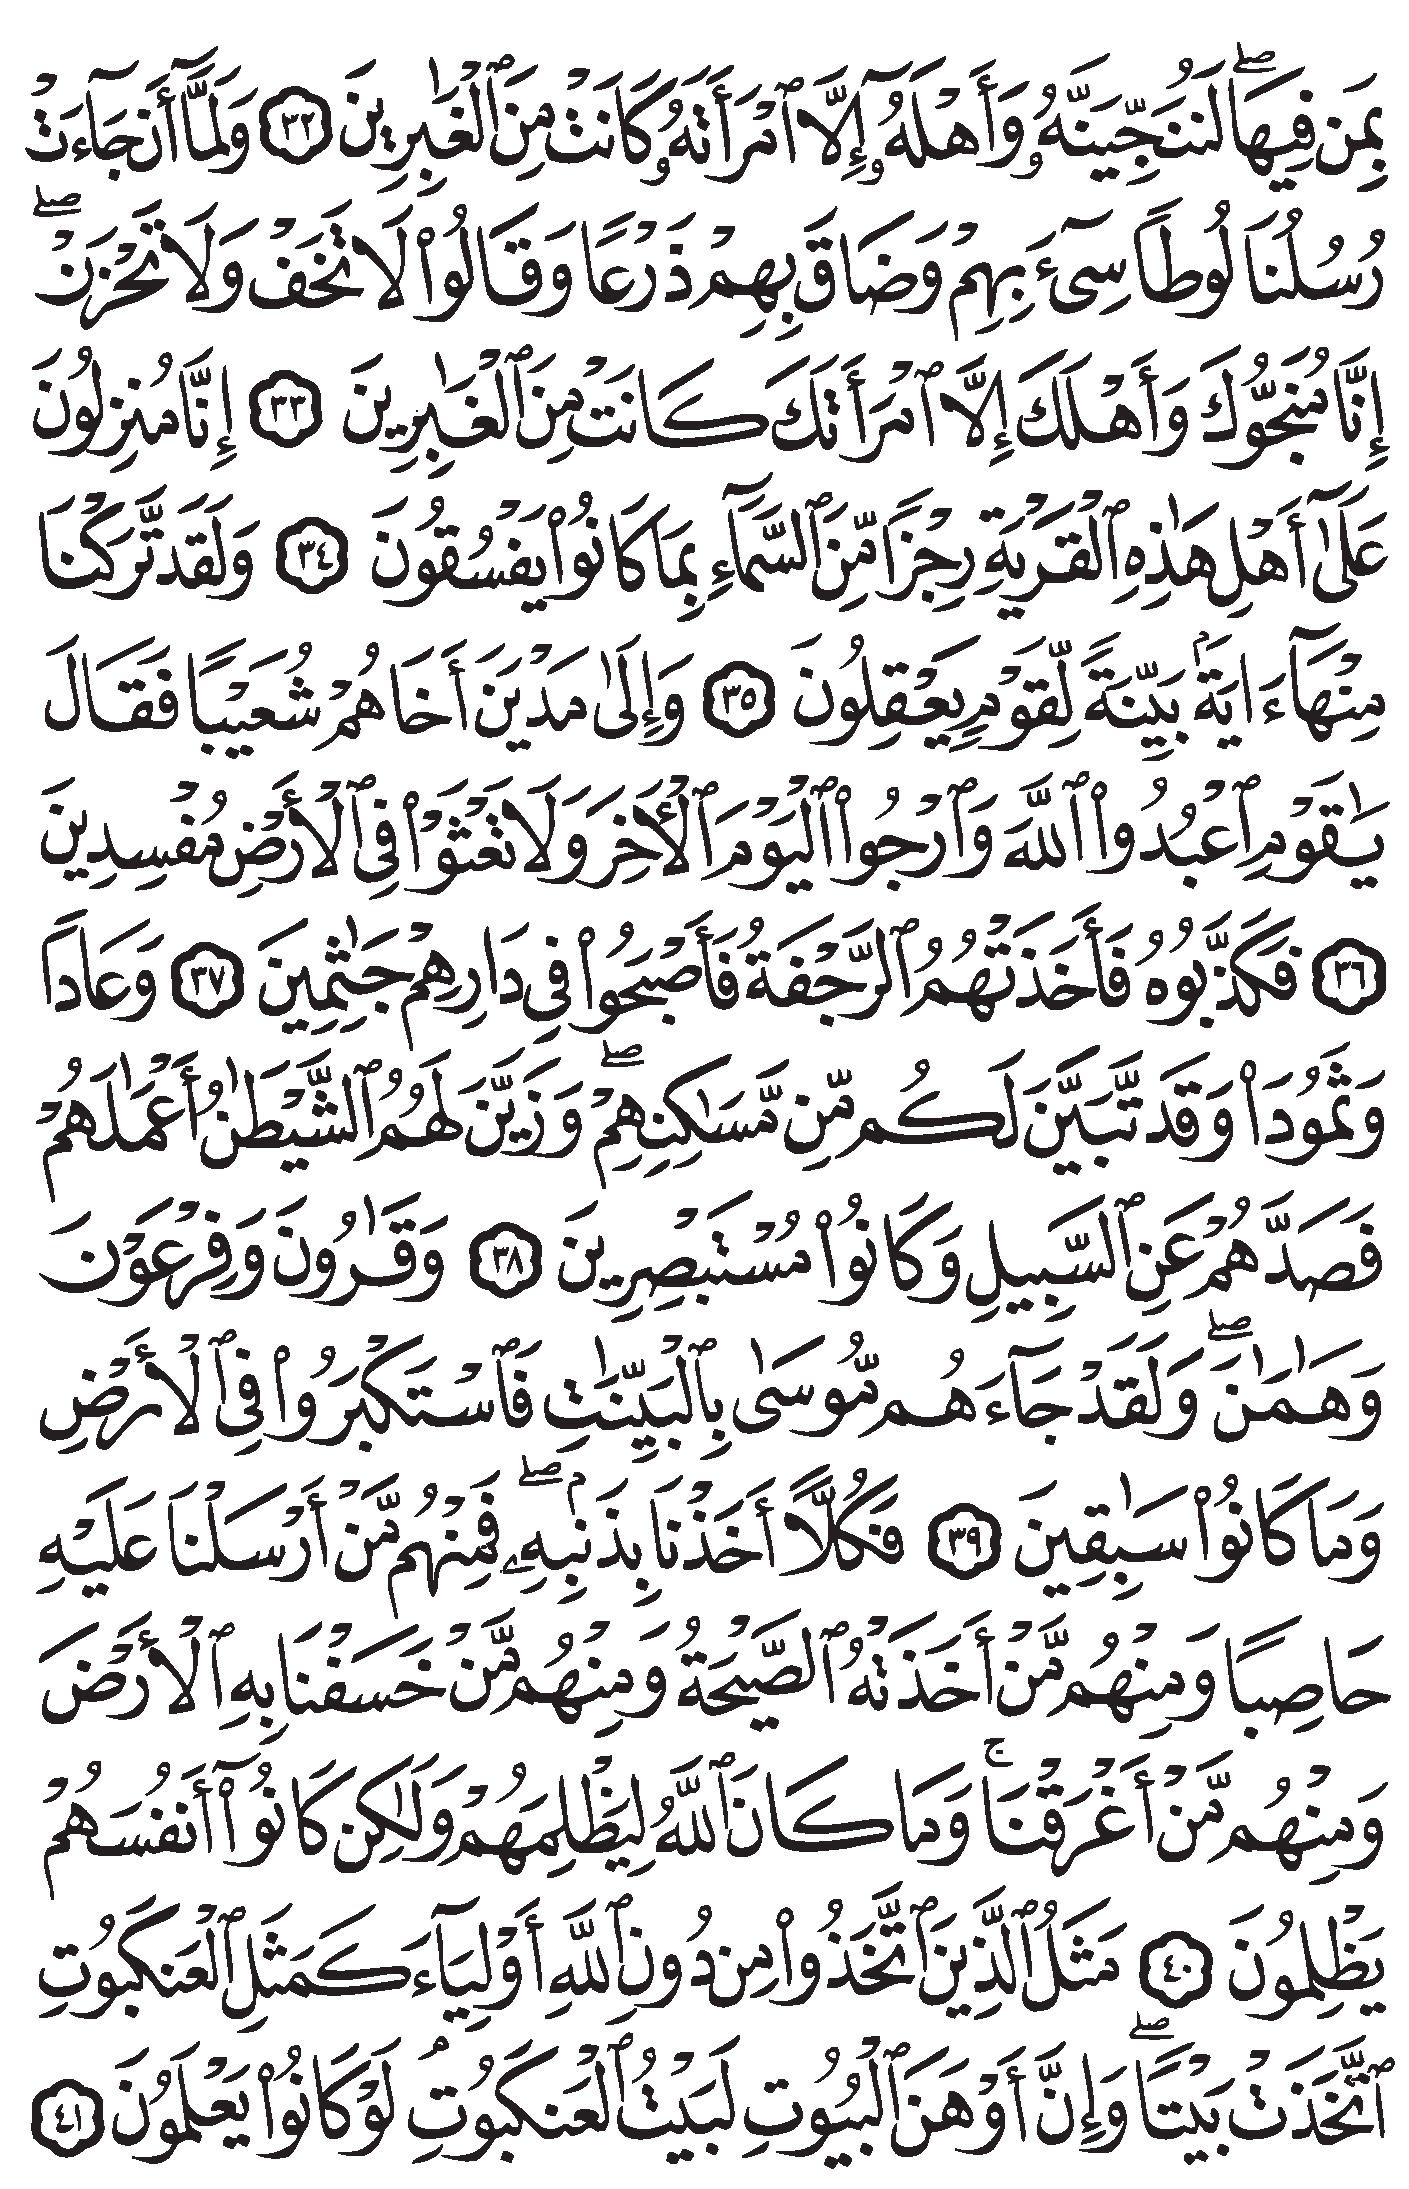 بِمَن فِيهَاۖ لَنُنَجِّيَنَّهُۥ وَأَهْلَهُۥٓ إِلَّا ٱمْرَأَتَهُۥ كَانَتْ مِنَ ٱلْغَٰبِرِينَ ٣٢ وَلَمَّآ أَن جَآءَتْ
رُسُلُنَا لُوطًا سِيٓءَ بِهِمْ وَضَاقَ بِهِمْ ذَرْعًا وَقَالُوا۟ لَا تَخَفْ وَلَا تَحْزَنْۖ
إِنَّا مُنَجُّوكَ وَأَهْلَكَ إِلَّا ٱمْرَأَتَكَ كَانَتْ مِنَ ٱلْغَٰبِرِينَ ٣٣ إِنَّا مُنزِلُونَ
عَلَىٰٓ أَهْلِ هَٰذِهِ ٱلْقَرْيَةِ رِجْزًا مِّنَ ٱلسَّمَآءِ بِمَا كَانُوا۟ يَفْسُقُونَ ٣٤ وَلَقَد تَّرَكْنَا
مِنْهَآ ءَايَةَۢ بَيِّنَةً لِّقَوْمٍ يَعْقِلُونَ ٣٥ وَإِلَىٰ مَدْيَنَ أَخَاهُمْ شُعَيْبًا فَقَالَ
يَٰقَوْمِ ٱعْبُدُوا۟ ٱللَّهَ وَٱرْجُوا۟ ٱلْيَوْمَ ٱلْأٓخِرَ وَلَا تَعْثَوْا۟ فِي ٱلْأَرْضِ مُفْسِدِينَ
٣٦ فَكَذَّبُوهُ فَأَخَذَتْهُمُ ٱلرَّجْفَةُ فَأَصْبَحُوا۟ فِي دَارِهِمْ جَٰثِمِينَ ٣٧ وَعَادًا
وَثَمُودَا۟ وَقَد تَّبَيَّنَ لَكُم مِّن مَّسَٰكِنِهِمْۖ وَزَيَّنَ لَهُمُ ٱلشَّيْطَٰنُ أَعْمَٰلَهُمْ
فَصَدَّهُمْ عَنِ ٱلسَّبِيلِ وَكَانُوا۟ مُسْتَبْصِرِينَ ٣٨ وَقَٰرُونَ وَفِرْعَوْنَ
وَهَٰمَٰنَۖ وَلَقَدْ جَآءَهُم مُّوسَىٰ بِٱلْبَيِّنَٰتِ فَٱسْتَكْبَرُوا۟ فِي ٱلْأَرْضِ
وَمَا كَانُوا۟ سَٰبِقِينَ ٣٩ فَكُلًّا أَخَذْنَا بِذَنۢبِهِۦۖ فَمِنْهُم مَّنْ أَرْسَلْنَا عَلَيْهِ
حَاصِبًا وَمِنْهُم مَّنْ أَخَذَتْهُ ٱلصَّيْحَةُ وَمِنْهُم مَّنْ خَسَفْنَا بِهِ ٱلْأَرْضَ
وَمِنْهُم مَّنْ أَغْرَقْنَاۚ وَمَا كَانَ ٱللَّهُ لِيَظْلِمَهُمْ وَلَٰكِن كَانُوٓا۟ أَنفُسَهُمْ
يَظْلِمُونَ ٤٠ مَثَلُ ٱلَّذِينَ ٱتَّخَذُوا۟ مِن دُونِ ٱللَّهِ أَوْلِيَآءَ كَمَثَلِ ٱلْعَنكَبُوتِ
ٱتَّخَذَتْ بَيْتًاۖ وَإِنَّ أَوْهَنَ ٱلْبُيُوتِ لَبَيْتُ ٱلْعَنكَبُوتِۘ لَوْ كَانُوا۟ يَعْلَمُونَ ٤١